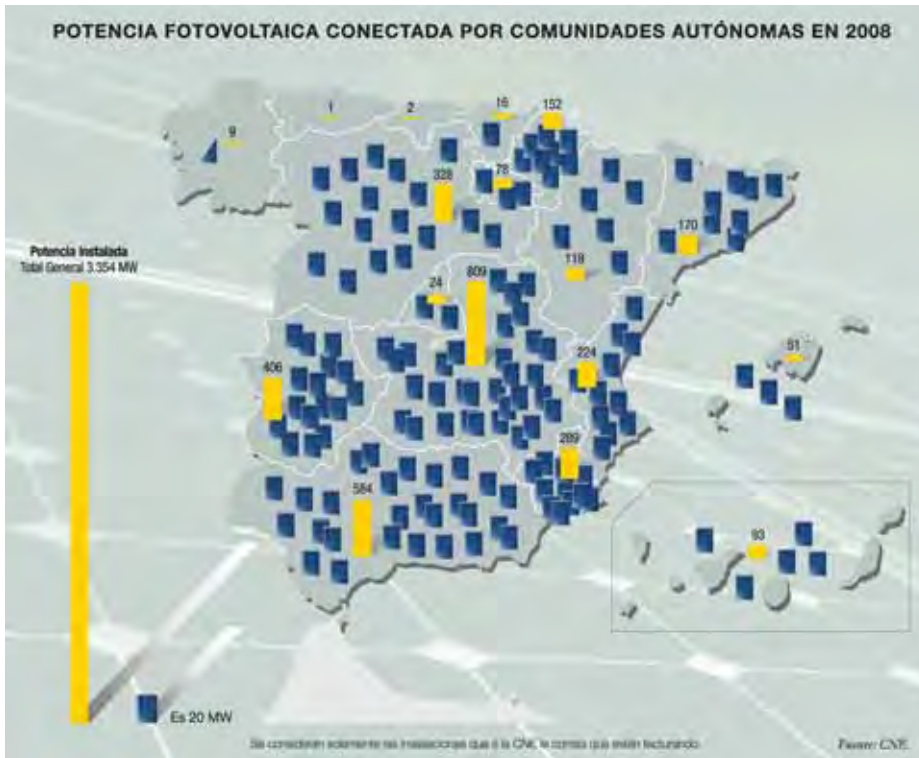 POTENCIA FOTOVOLTAICA CONECTADA POR COMUNIDADES AUTÓNOMAS EN 2008
1
2
16
152
9
78
328
Potencia Instalada
Total General 3.354 MW
170
118
24
809
51
224
406
289
584
93
Es 20 MW
Se consideran solamente las instalaciones que a la CNE le consta que están facturando.
Fuente: CNE.